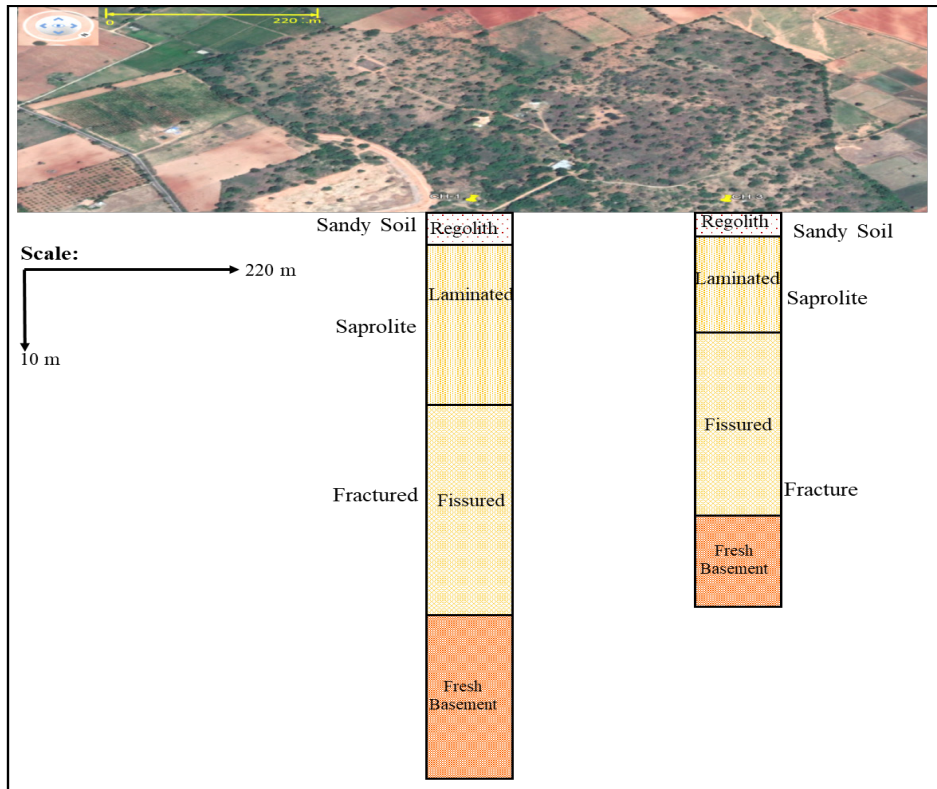 0
220 m
Sandy Soil
Regolith
Regolith
Sandy Soil
Scale:
220 m
10 m
Laminated
Laminated
Saprolite
Saprolite
Fissured
Fissured
Fractured
Fracture
Fresh
Basement
Fresh
Basement